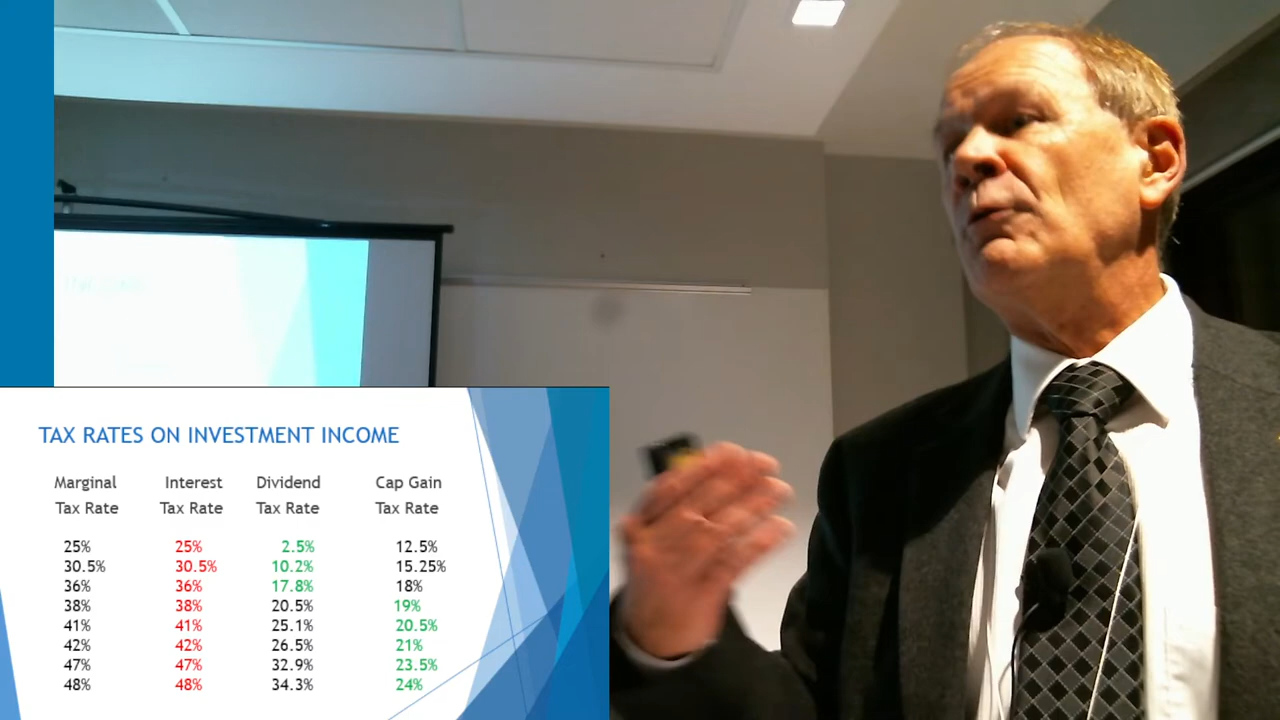 TAX RATES ON INVESTMENT INCOME
Marginal Interest Dividend Cap Gain
Tax Rate Tax Rate Tax Rate Tax Rate
25% 25% 2.5% 12.5%
30.5% 30.5% 10.2% 15.25%
36% 36% 17.8% 18%
38% 38% 20.5% 19%
41% 41% 25.1% 20.5%
42% 42% 26.5% 21%
47% 47% 32.9% 23.5%
48% 48% 34.3% 24%